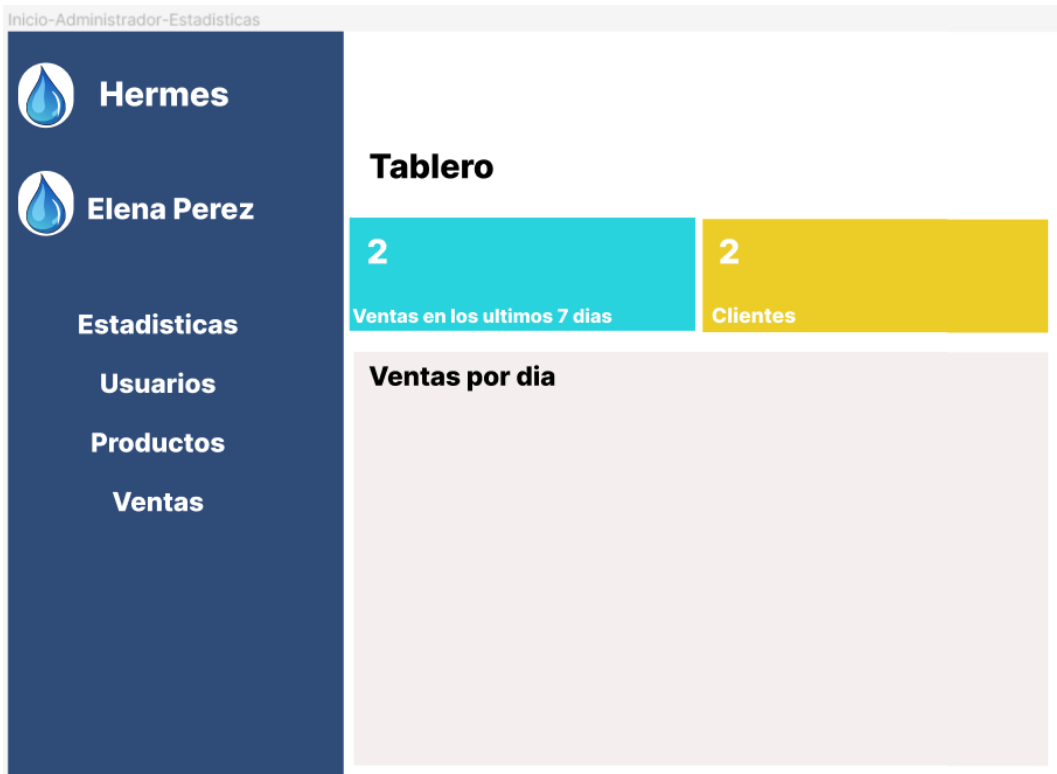 Inicio-Administrador-Estadisticas
Hermes
Elena Perez
Estadisticas
Usuarios
Productos
Ventas
Tablero
2
Ventas en los ultimos 7 dias
2
Clientes
Ventas por dia